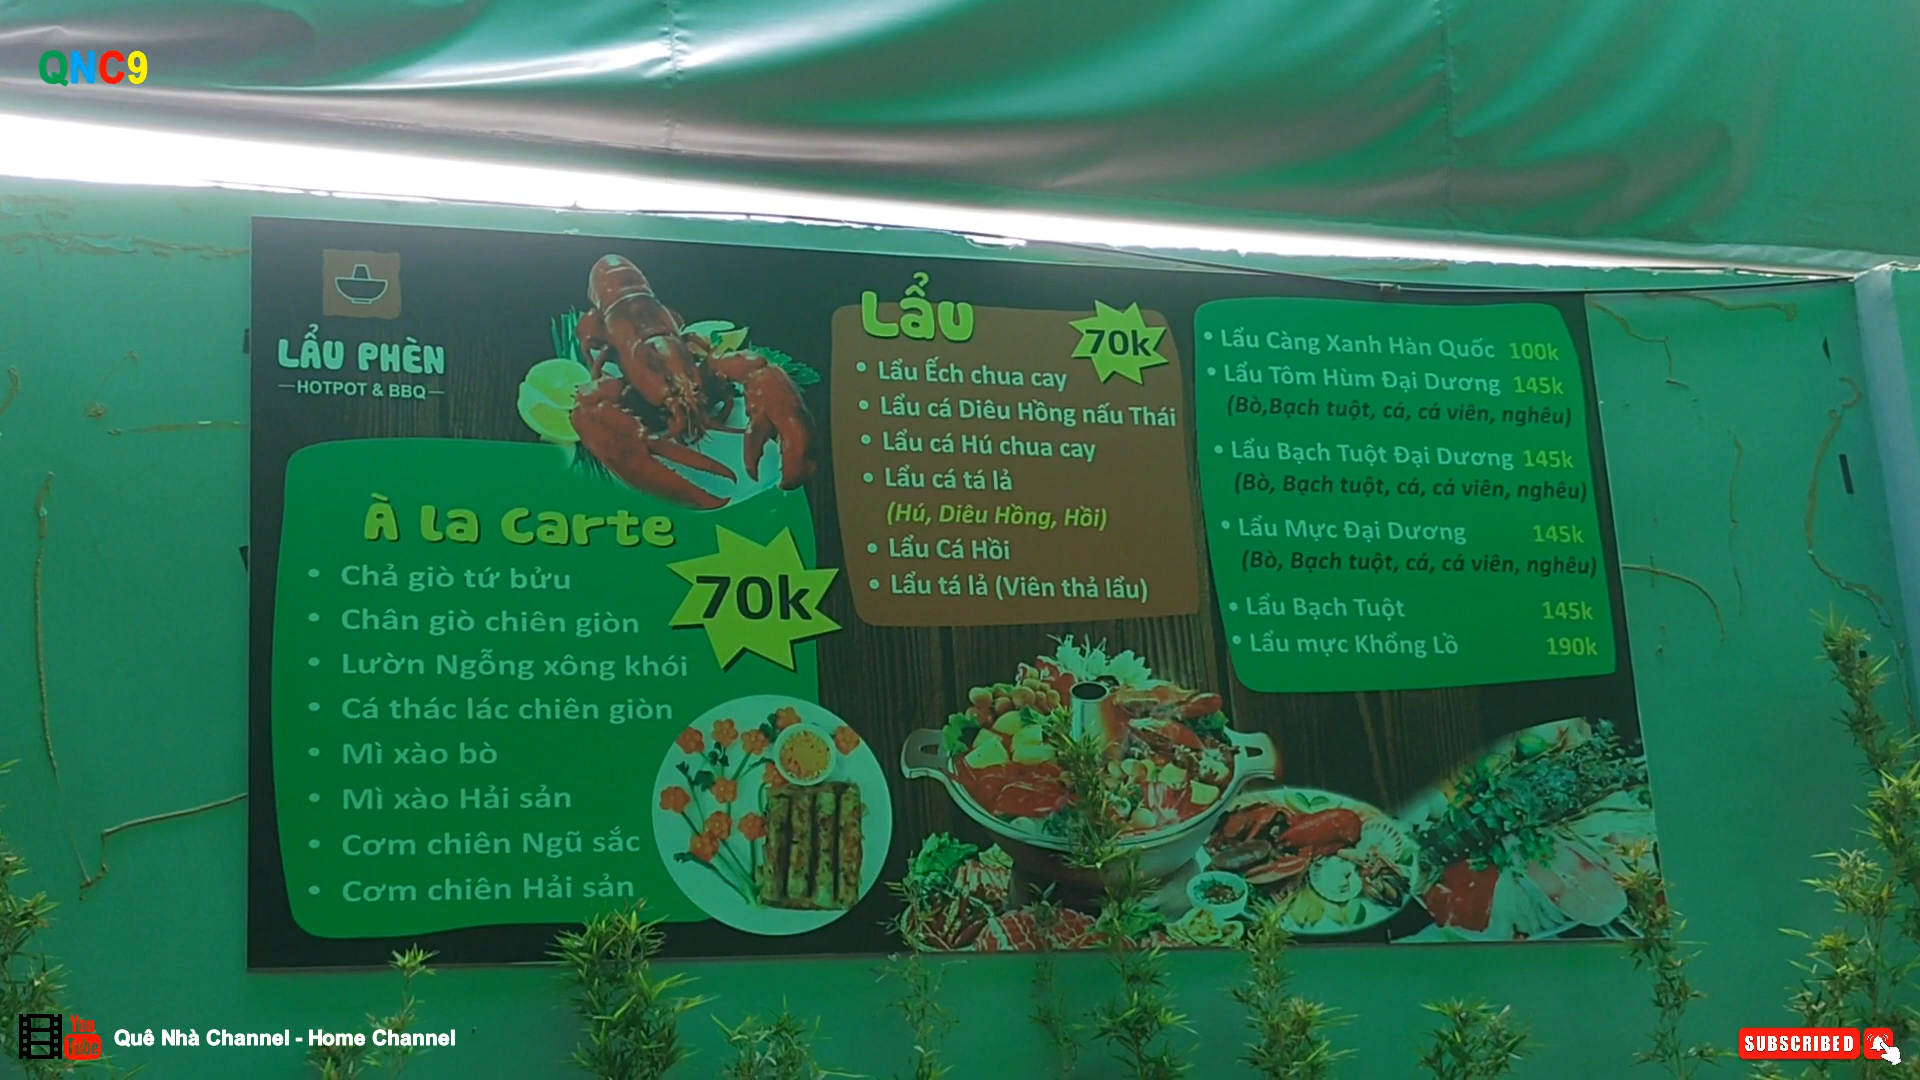 QNC9
LẨU PHÈN
HOTPOT & BBQ
À La Carte
70k
• Chả giò tứ bửu
• Chân giò chiên giòn
• Lườn Ngỗng xông khói
• Cá thác lác chiên giòn
• Mì xào bò
• Mì xào Hải sản
• Cơm chiên Ngũ sắc
• Cơm chiên Hải sản
Lẩu
70k
• Lẩu Ếch chua cay
• Lẩu cá Diêu Hồng nấu Thái
• Lẩu cá Hú chua cay
• Lẩu cá tá lả
(Hú, Diêu Hồng, Hồi)
• Lẩu Cá Hồi
• Lẩu tá lả (Viên thả lẩu)
• Lẩu Càng Xanh Hàn Quốc 100k
• Lẩu Tôm Hùm Đại Dương 145k
(Bò,Bạch tuột, cá, cá viên, nghêu)
• Lẩu Bạch Tuột Đại Dương 145k
(Bò, Bạch tuột, cá, cá viên, nghêu)
• Lẩu Mực Đại Dương 145k
(Bò, Bạch tuột, cá, cá viên, nghêu)
• Lẩu Bạch Tuột 145k
• Lẩu mực Khổng Lồ 190k
You
Tube
Quê Nhà Channel - Home Channel
SUBSCRIBED